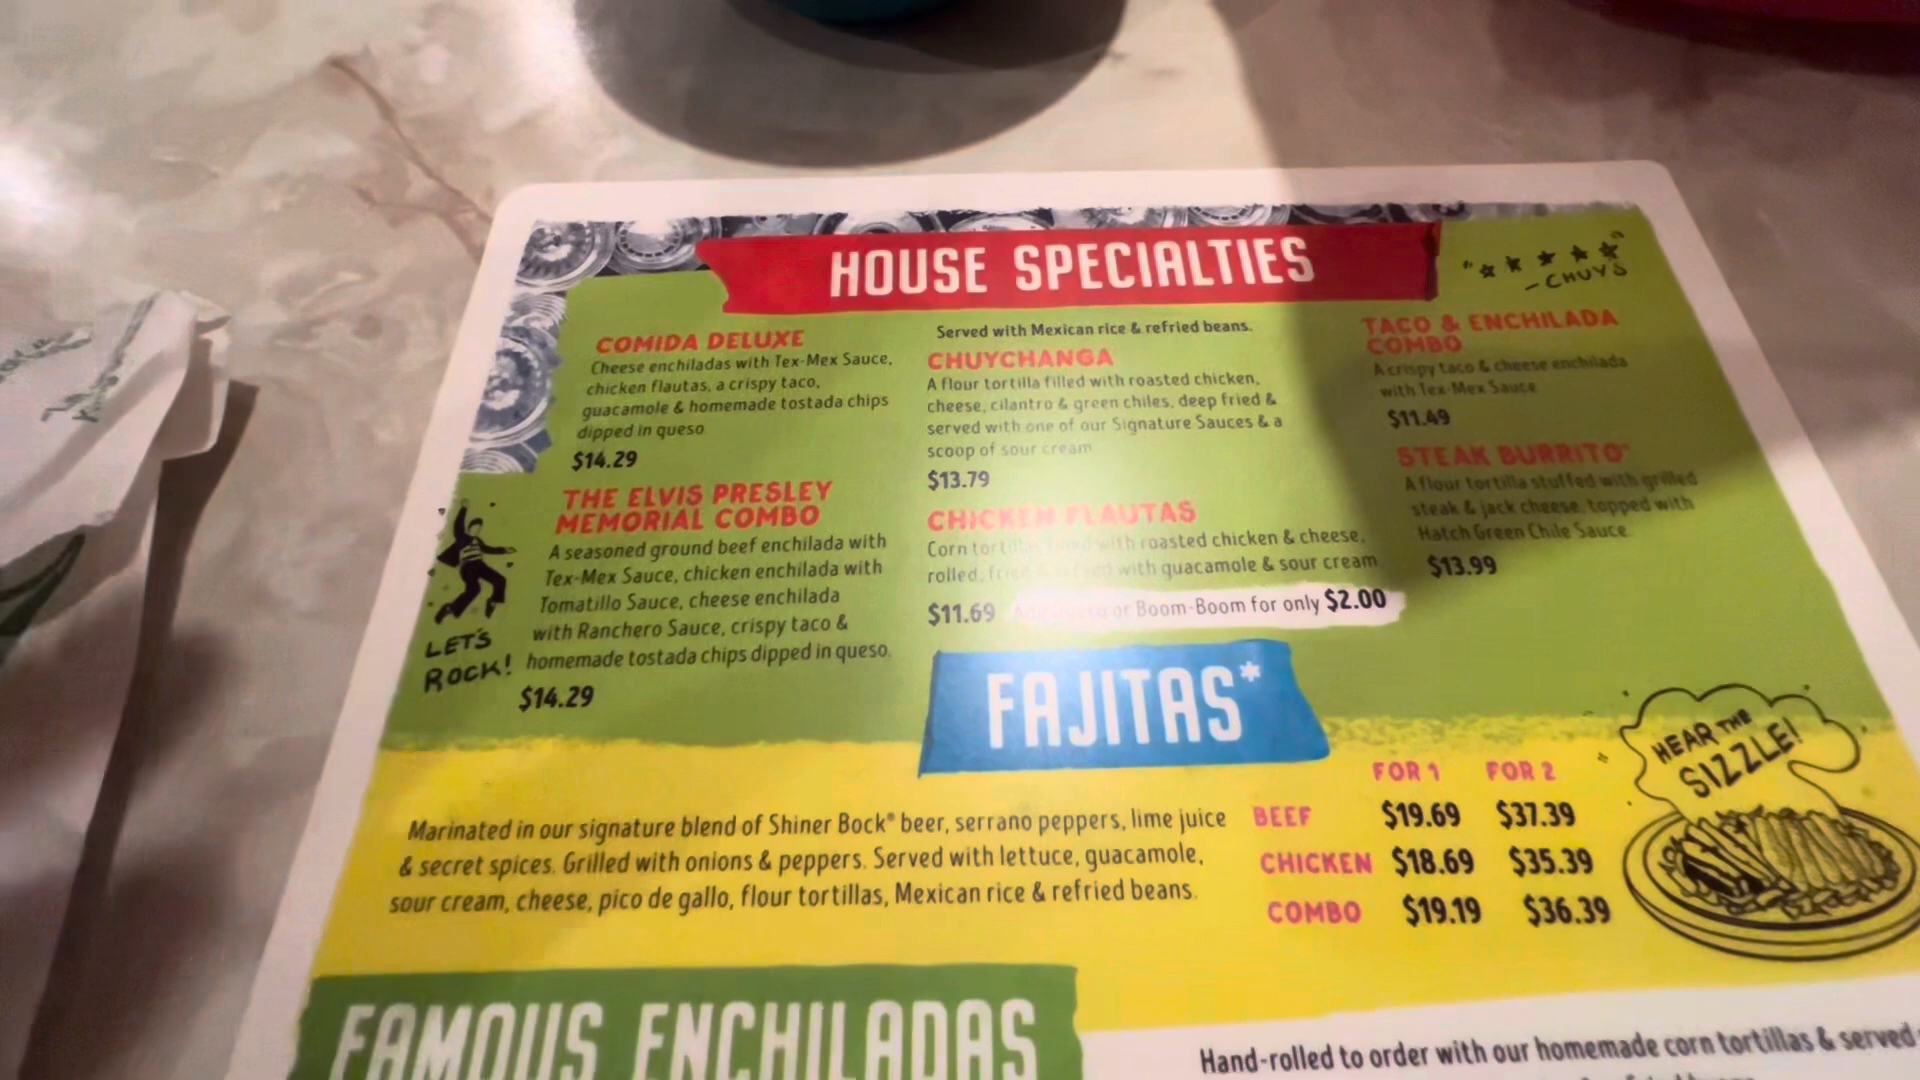 HOUSE SPECIALTIES
"★★★★★"
- CHUY'S
COMIDA DELUXE
Cheese enchiladas with Tex-Mex Sauce,
chicken flautas, a crispy taco,
guacamole & homemade tostada chips
dipped in queso
$14.29
THE ELVIS PRESLEY
MEMORIAL COMBO
A seasoned ground beef enchilada with
Tex-Mex Sauce, chicken enchilada with
Tomatillo Sauce, cheese enchilada
with Ranchero Sauce, crispy taco &
homemade tostada chips dipped in queso.
$14.29
LET'S
ROCK!
Served with Mexican rice & refried beans.
CHUYCHANGA
A flour tortilla filled with roasted chicken,
cheese, cilantro & green chiles, deep fried &
served with one of our Signature Sauces & a
scoop of sour cream
$13.79
CHICKEN FLAUTAS
Corn tortillas with roasted chicken & cheese,
rolled, with guacamole & sour cream
$11.69 or Boom-Boom for only $2.00
TACO & ENCHILADA
COMBO
A crispy taco & cheese enchilada
with Tex-Mex Sauce
$11.49
STEAK BURRITO*
A flour tortilla stuffed with grilled
steak & jack cheese, topped with
Hatch Green Chile Sauce
$13.99
FAJITAS*
Marinated in our signature blend of Shiner Bock® beer, serrano peppers, lime juice
& secret spices. Grilled with onions & peppers. Served with lettuce, guacamole,
sour cream, cheese, pico de gallo, flour tortillas, Mexican rice & refried beans.
FOR 1 FOR 2
BEEF $19.69 $37.39
CHICKEN $18.69 $35.39
COMBO $19.19 $36.39
HEAR THE
SIZZLE!
FAMOUS ENCHILADAS
Hand-rolled to order with our homemade corn tortillas & served